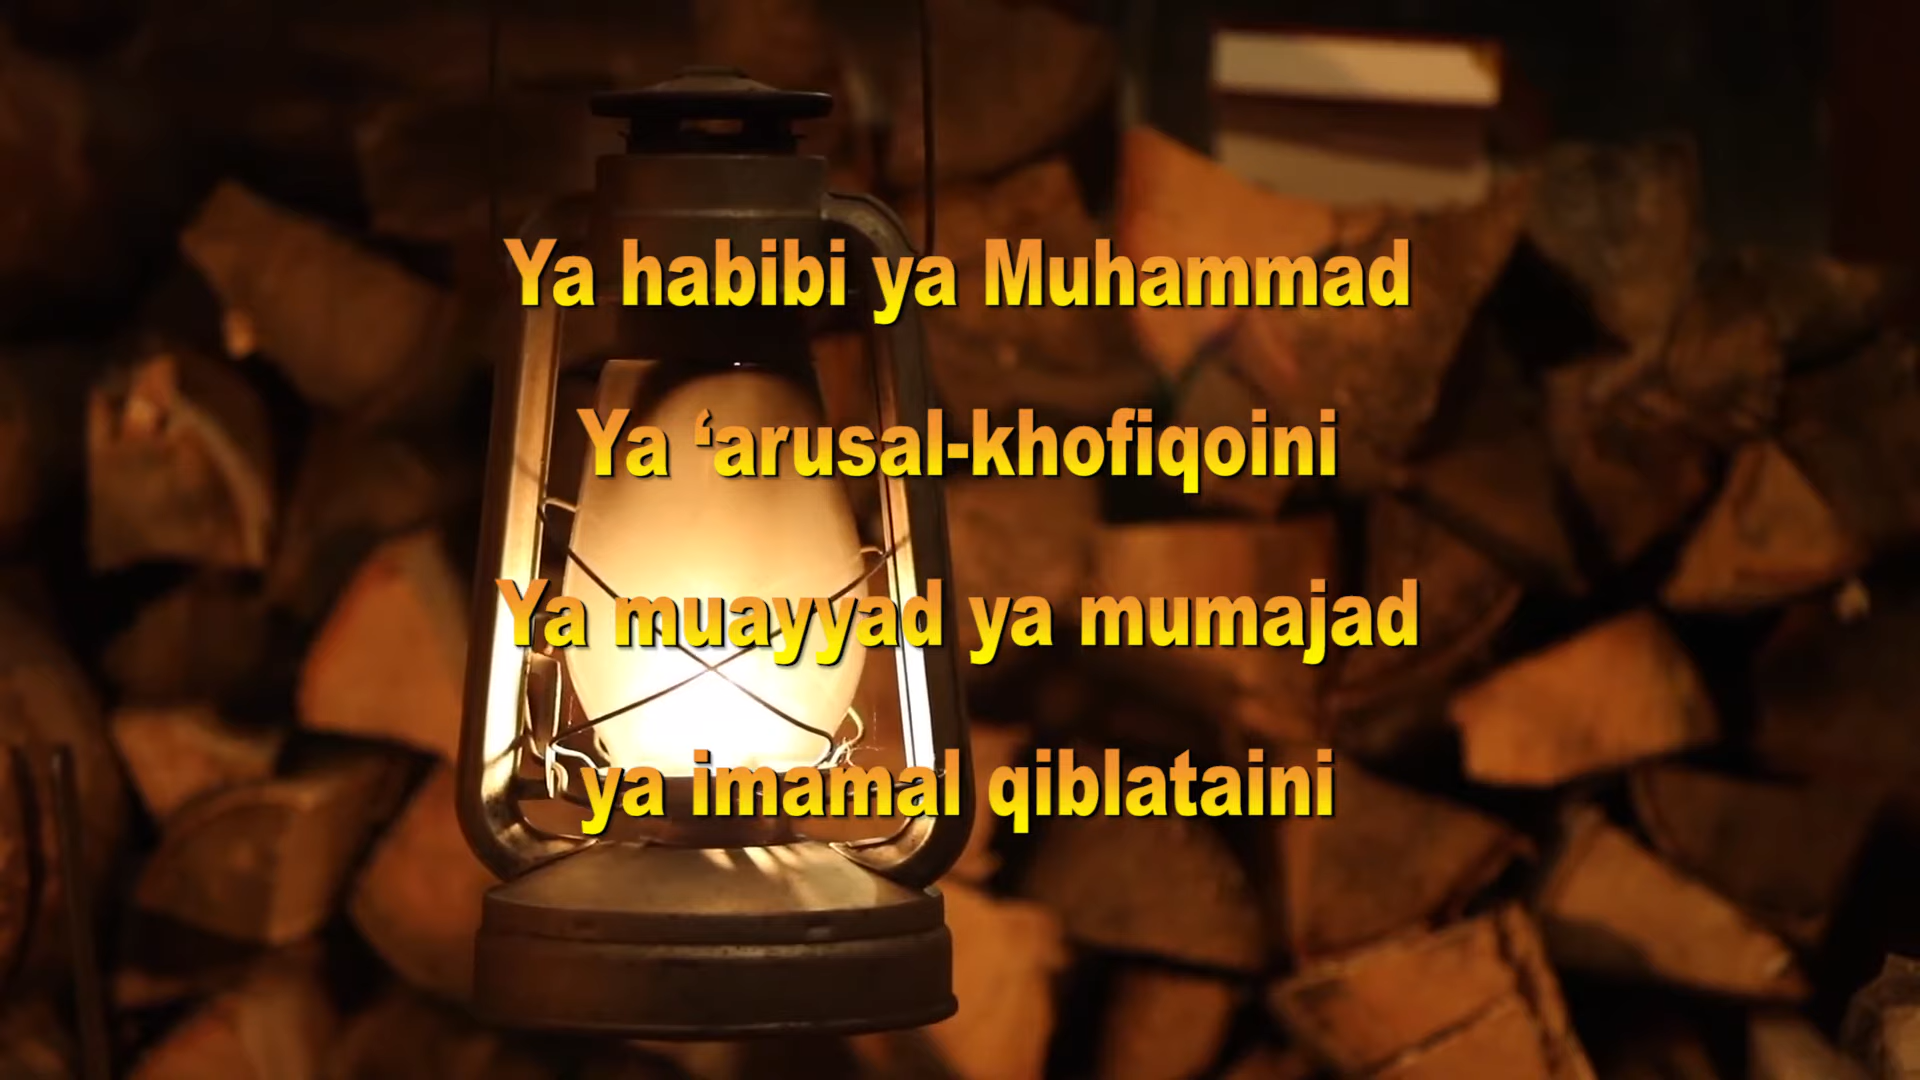 Ya habibi ya Muhammad
Ya ‘arusal-khofiqoini
Ya muayyad ya mumajad
ya imamal qiblataini